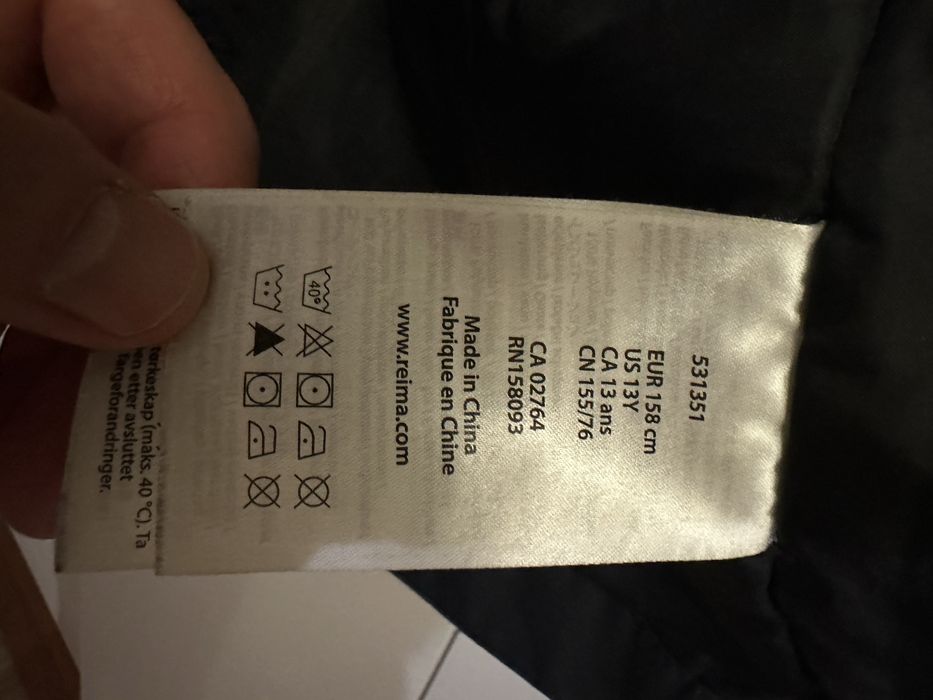 531351
EUR 158 cm
US 13Y
CA 13 ans
CN 155/76
CA 02764
RN158093
Made in China
Fabrique en Chine
www.reima.com
40°
tørkeskap (maks. 40 °C). Ta
en etter avsluttet
fargeforandringer.